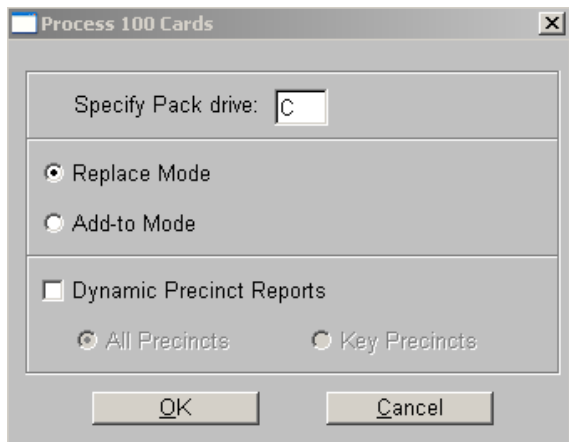 Process 100 Cards
Specify Pack drive: C
Replace Mode
Add-to Mode
Dynamic Precinct Reports
All Precincts Key Precincts
OK Cancel